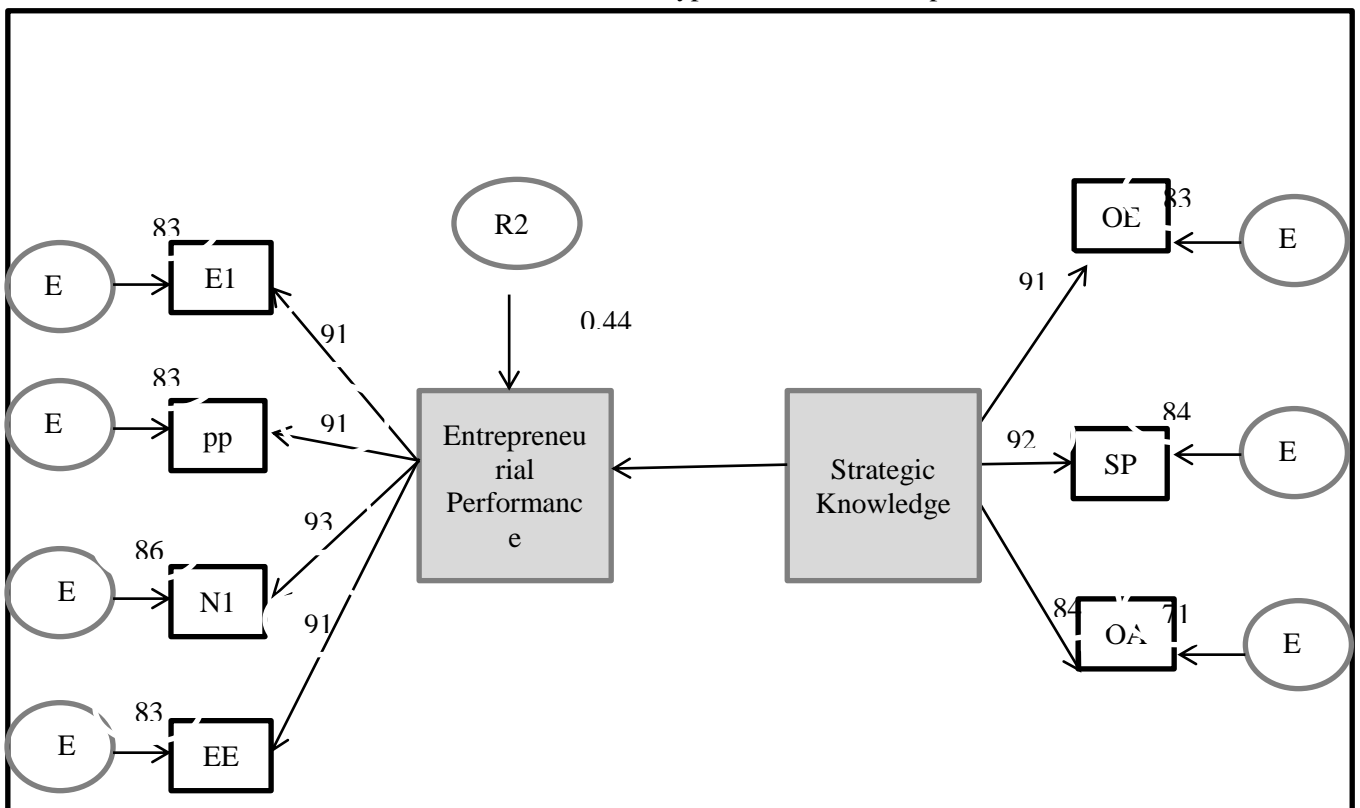 OE
83
E
83
R2
E1
E
91
91
0.44
83
pp
E
91
Entrepreneu
rial
Performanc
e
Strategic
Knowledge
92
84
SP
E
93
86
N1
E
91
84
OA
71
E
83
EE
E